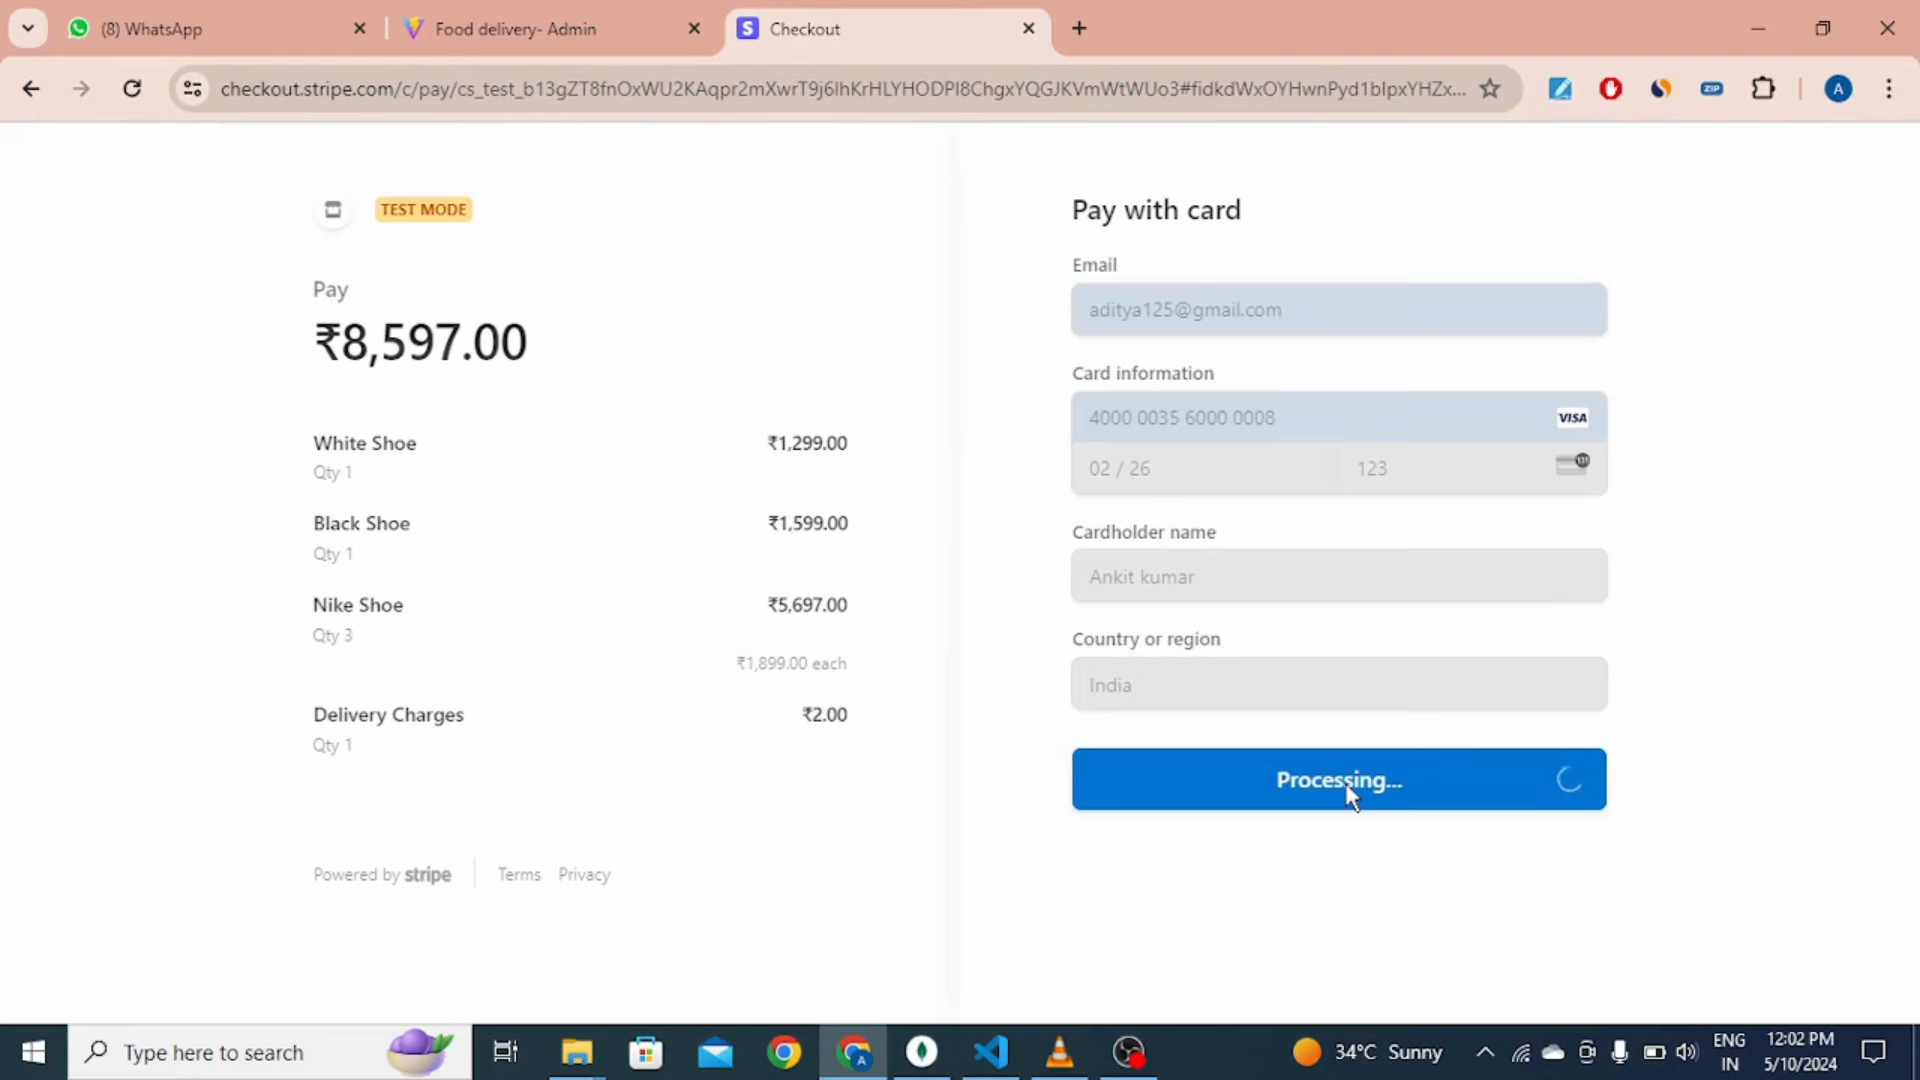 (8) WhatsApp
Food delivery- Admin
S Checkout
checkout.stripe.com/c/pay/cs_test_b13gZT8fnOxWU2KAqpr2mXwrT9j6IhKrHLYHODPI8ChgxYQGJKVmWtWUo3#fidkdWxOYHwnPyd1blpxYHZx...
ZIP
A
TEST MODE
Pay
₹8,597.00
White Shoe ₹1,299.00
Qty 1
Black Shoe ₹1,599.00
Qty 1
Nike Shoe ₹5,697.00
Qty 3
₹1,899.00 each
Delivery Charges ₹2.00
Qty 1
Powered by stripe
Terms Privacy
Pay with card
Email
aditya125@gmail.com
Card information
4000 0035 6000 0008 VISA
02 / 26 123
Cardholder name
Ankit kumar
Country or region
India
Processing...
Type here to search
34°C Sunny
ENG
IN
12:02 PM
5/10/2024